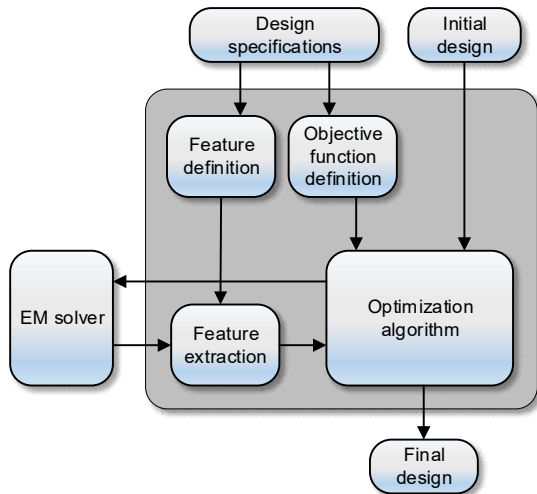 Design
specifications
Initial
design
Feature
definition
Objective
function
definition
EM solver
Feature
extraction
Optimization
algorithm
Final
design